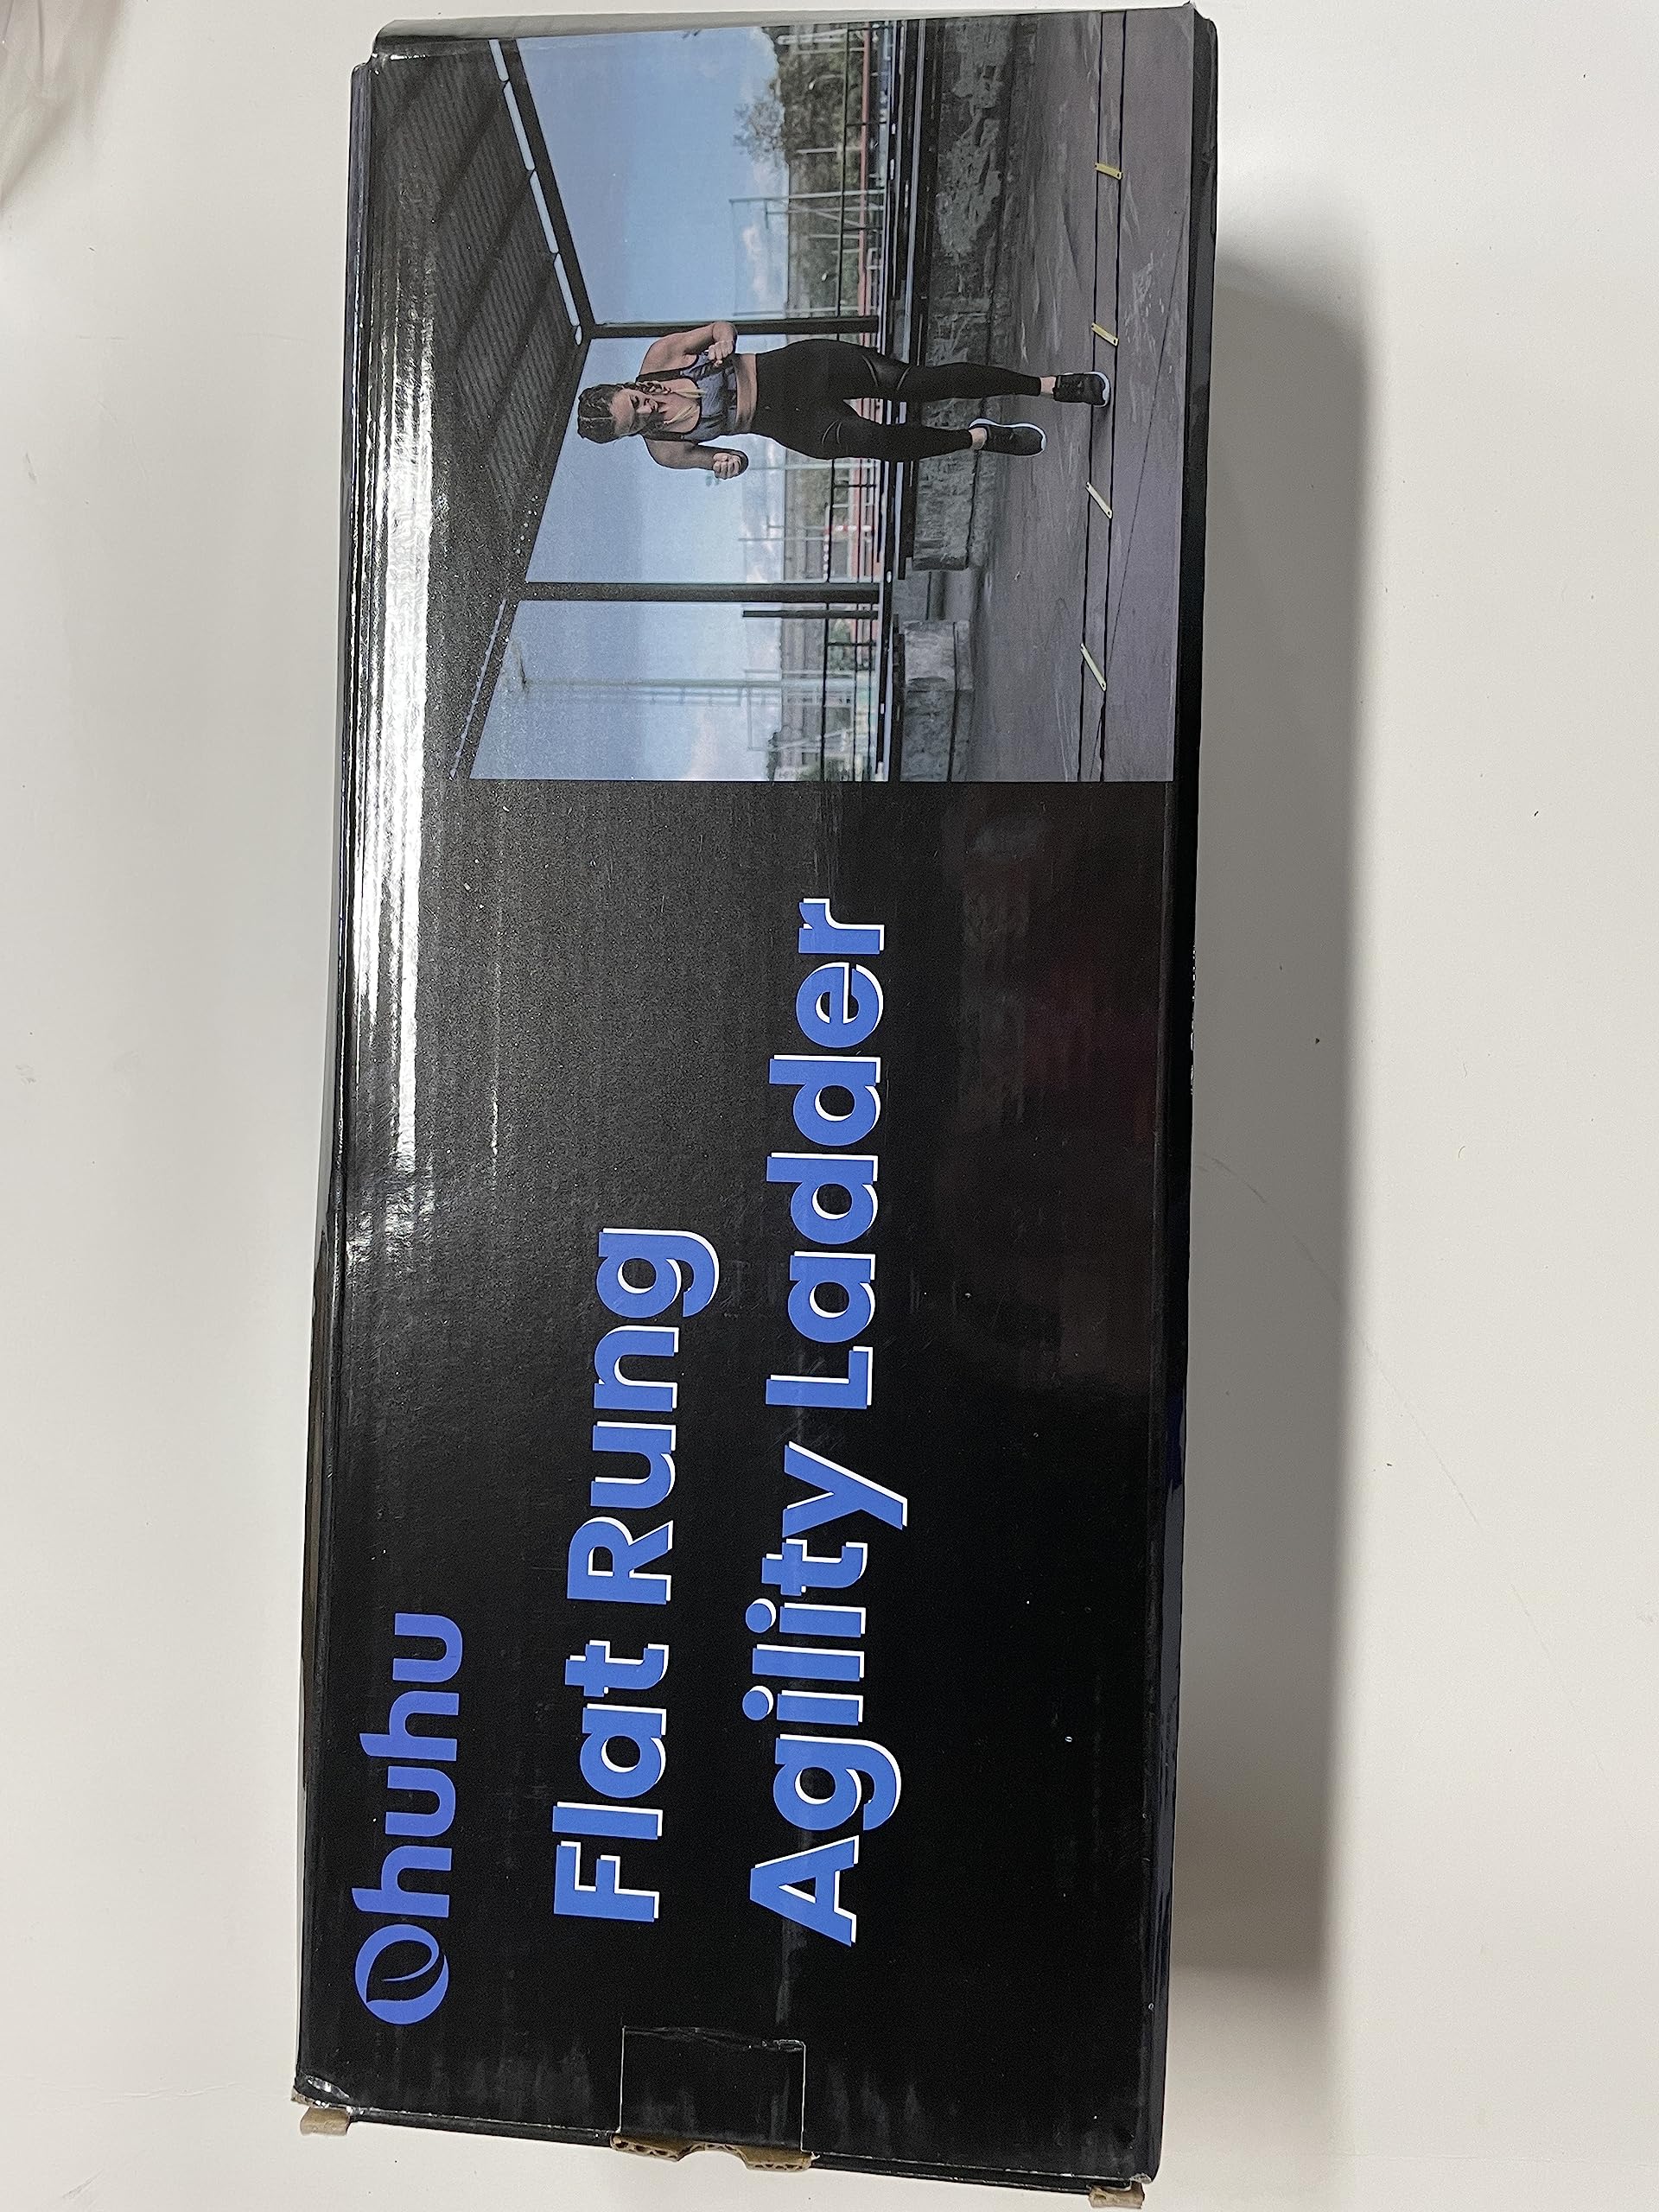 Ohuhu
Flat Rung
Agility Ladder